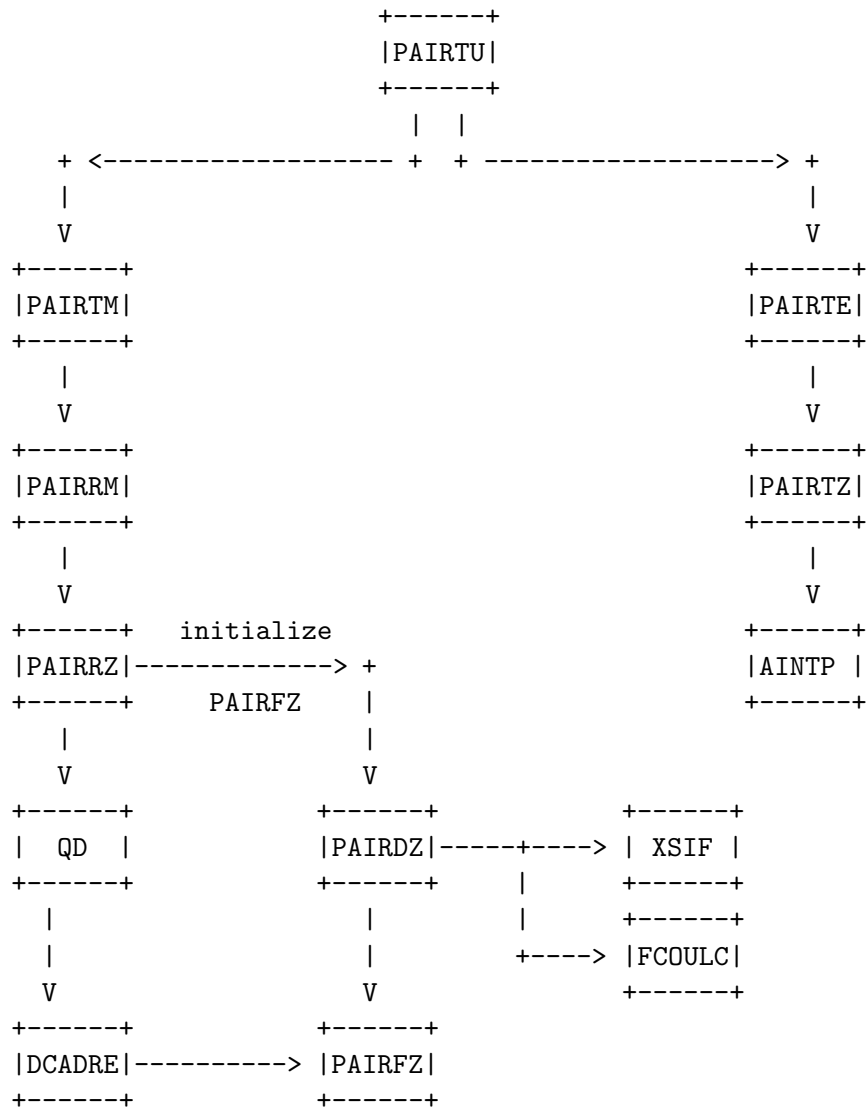 PAIRTU
PAIRTM PAIRTE
PAIRRM PAIRTZ
initialize
PAIRRZ AINTP
PAIRFZ
QD PAIRDZ XSIF
FCOULC
DCADRE PAIRFZ